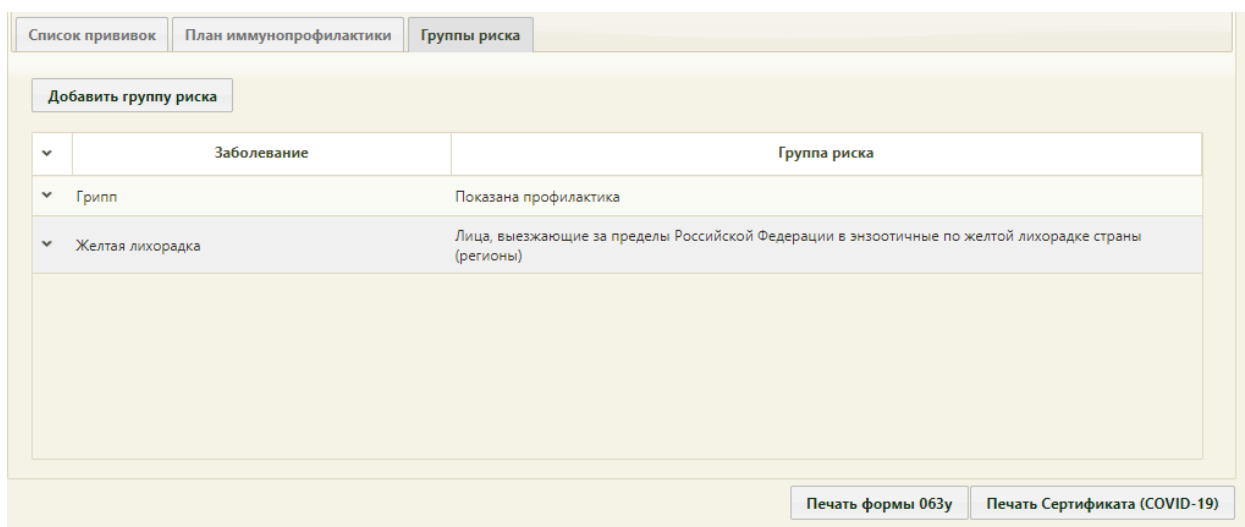 Список прививок План иммунопрофилактики Группы риска
Добавить группу риска
Заболевание Группа риска
Грипп Показана профилактика
Желтая лихорадка Лица, выезжающие за пределы Российской Федерации в энзоотичные по желтой лихорадке страны
(регионы)
Печать формы 063у Печать Сертификата (COVID-19)